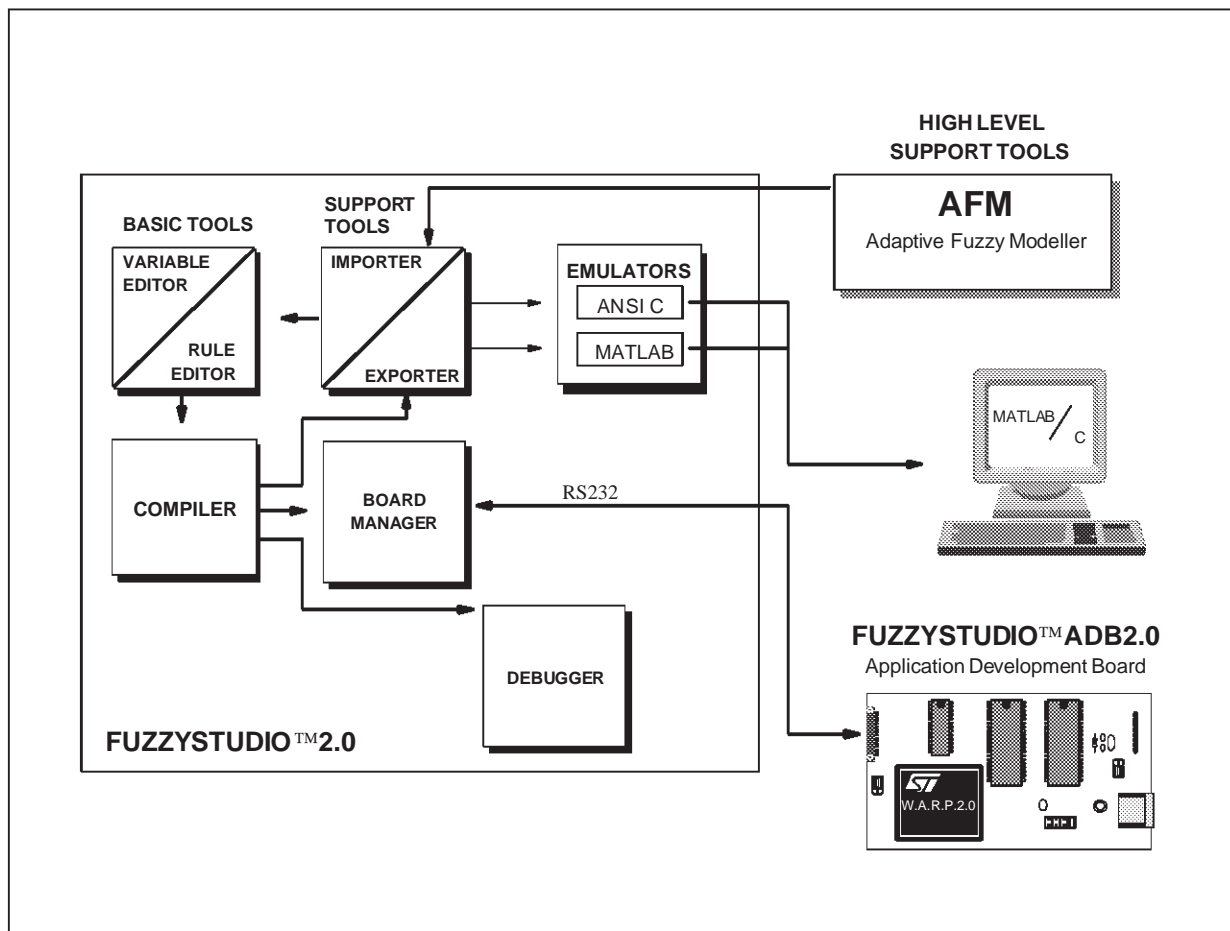 HIGH LEVEL
SUPPORT TOOLS
AFM
Adaptive Fuzzy Modeller
BASIC TOOLS
SUPPORT
TOOLS
VARIABLE
EDITOR
RULE
EDITOR
IMPORTER
EXPORTER
EMULATORS
ANSI C
MATLAB
MATLAB
C
COMPILER
BOARD
MANAGER
RS232
DEBUGGER
FUZZYSTUDIO™2.0
FUZZYSTUDIO™ADB2.0
Application Development Board
ST
W.A.R.P.2.0